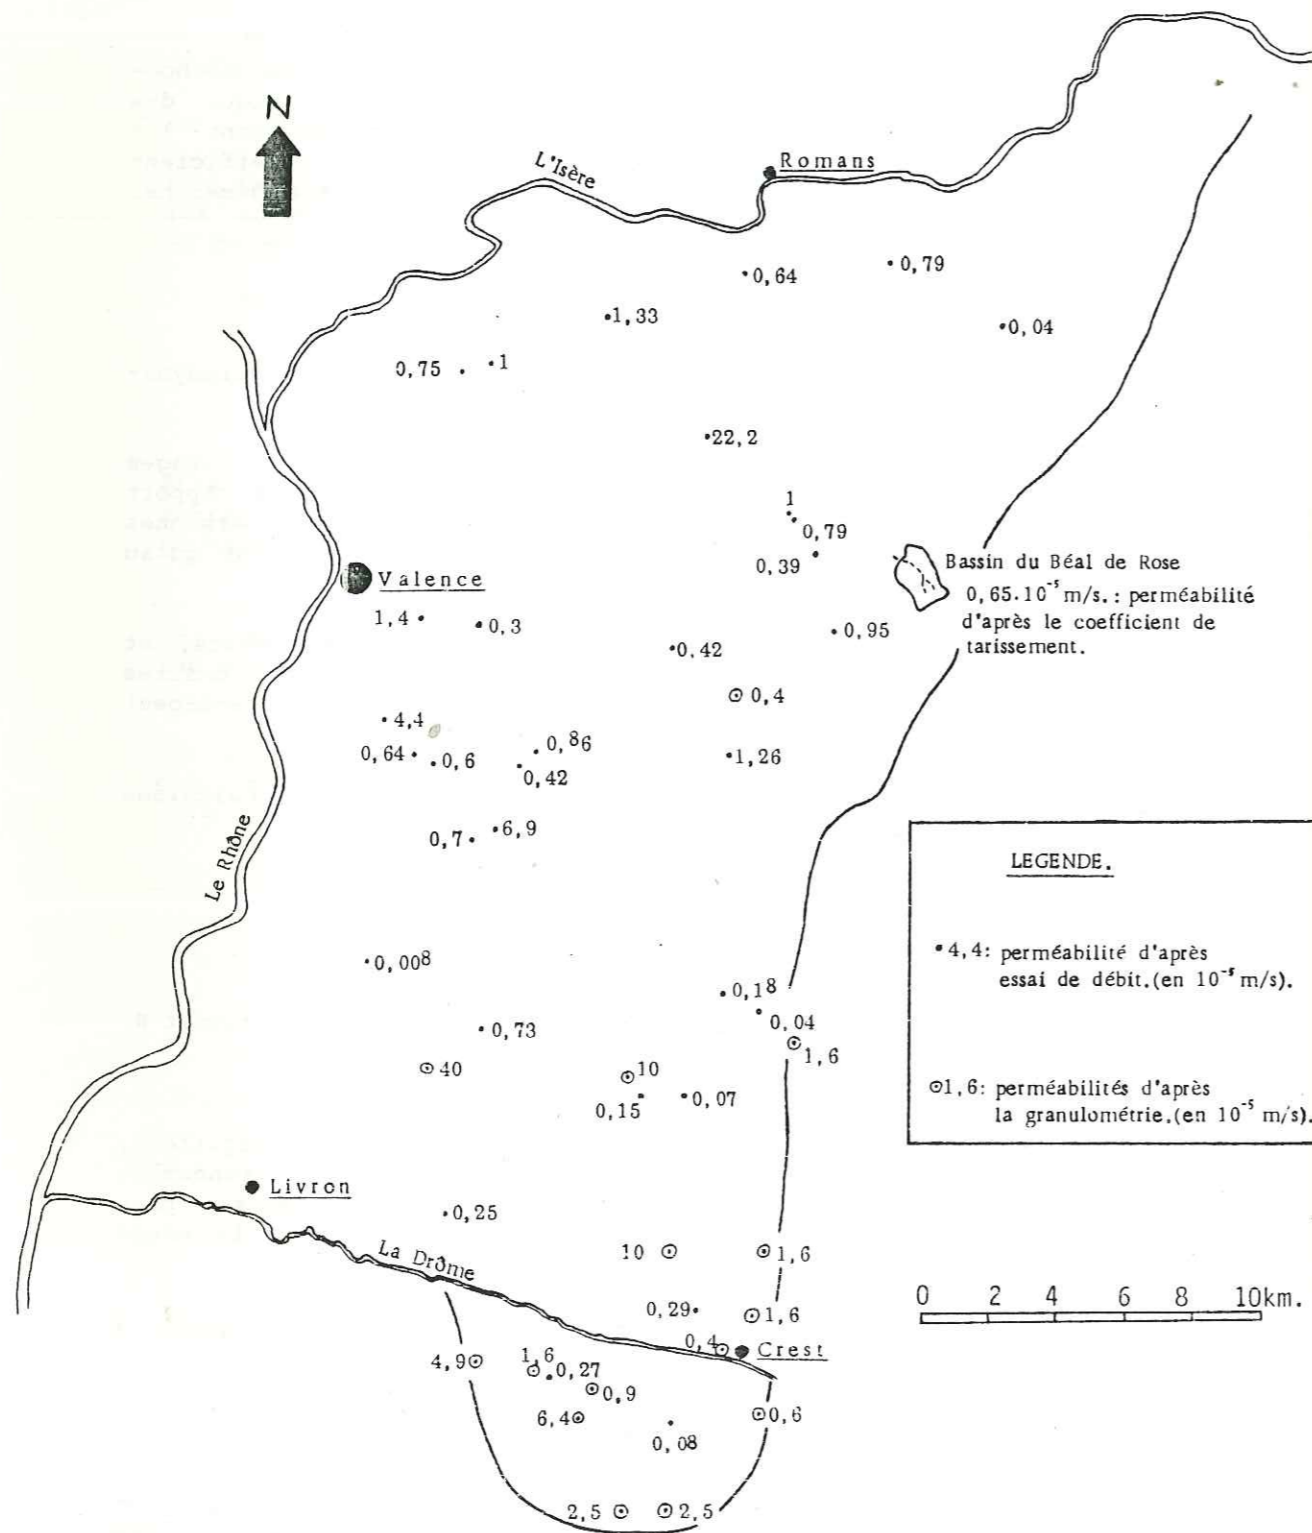 N
L'Isère
Romans
0,64
0,79
1,33
0,04
0,75
1
22,2
1
0,79
0,39
Bassin du Béal de Rose
0,65.10⁻⁵ m/s. : perméabilité
d'après le coefficient de
tarissement.
Valence
1,4
0,3
0,95
0,42
0,4
4,4
0,64
0,6
0,86
0,42
1,26
Le Rhône
0,7
6,9
LEGENDE.
4,4: perméabilité d'après
essai de débit.(en 10⁻⁵ m/s).
1,6: perméabilités d'après
la granulométrie.(en 10⁻⁵ m/s).
0,008
0,18
0,04
0,73
1,6
40
10
0,15
0,07
Livron
0,25
La Drôme
10
1,6
0,29
1,6
0,4
Crest
4,9
1,6
0,27
0,9
6,4
0,6
0,08
2,5
2,5
0 2 4 6 8 10km.